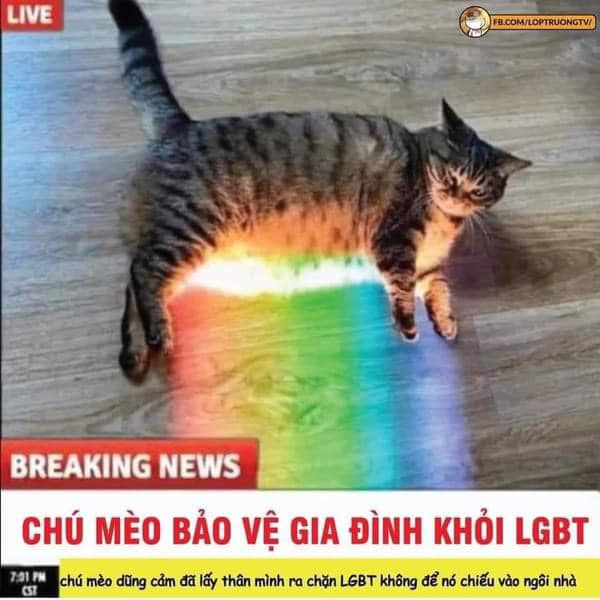 LIVE
FB.COM/LOPTRUONGTV/
BREAKING NEWS
CHÚ MÈO BẢO VỆ GIA ĐÌNH KHỎI LGBT
7:01 PM
CST
chú mèo dũng cảm đã lấy thân mình ra chặn LGBT không để nó chiếu vào ngôi nhà